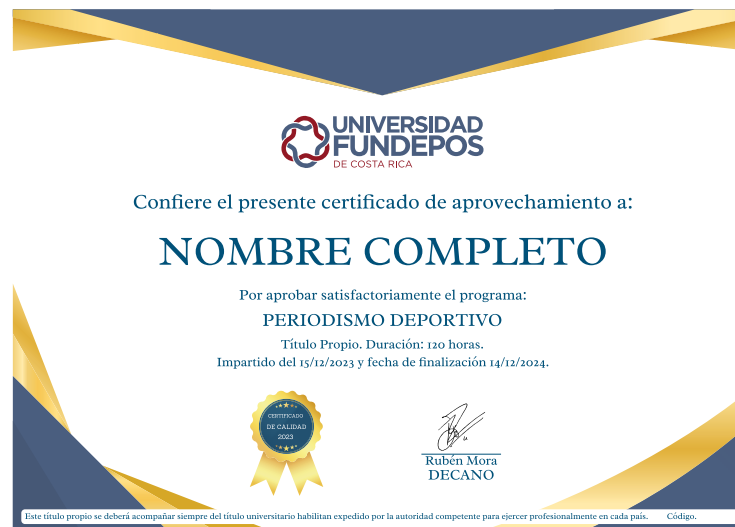 UNIVERSIDAD
FUNDEPOS
DE COSTA RICA
Confiere el presente certificado de aprovechamiento a:
NOMBRE COMPLETO
Por aprobar satisfactoriamente el programa:
PERIODISMO DEPORTIVO
Título Propio. Duración: 120 horas.
Impartido del 15/12/2023 y fecha de finalización 14/12/2024.
CERTIFICADO
DE CALIDAD
2023
Rubén Mora
DECANO
Este título propio se deberá acompañar siempre del título universitario habilitan expedido por la autoridad competente para ejercer profesionalmente en cada país. Código.